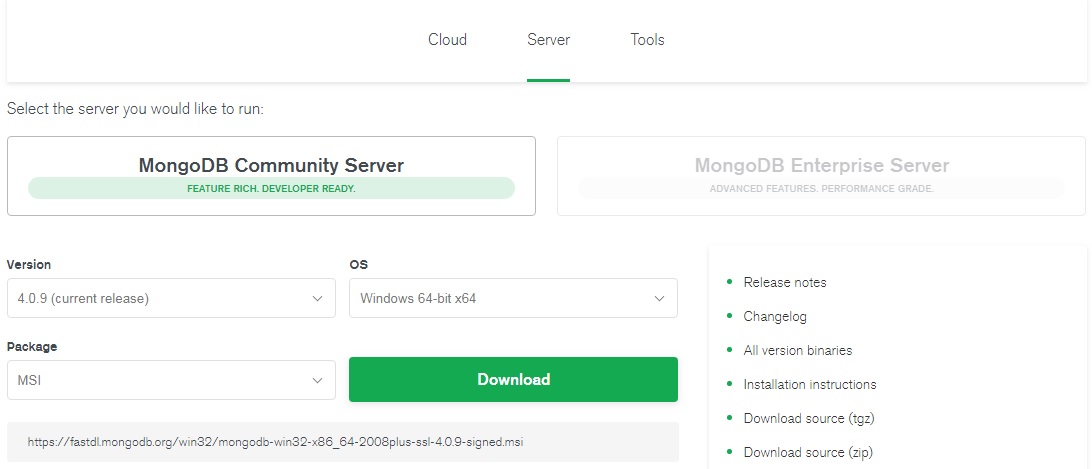 Cloud Server Tools
Select the server you would like to run:
MongoDB Community Server
FEATURE RICH. DEVELOPER READY.
MongoDB Enterprise Server
ADVANCED FEATURES. PERFORMANCE GRADE.
Version
4.0.9 (current release)
OS
Windows 64-bit x64
Package
MSI
Download
https://fastdl.mongodb.org/win32/mongodb-win32-x86_64-2008plus-ssl-4.0.9-signed.msi
Release notes
Changelog
All version binaries
Installation instructions
Download source (tgz)
Download source (zip)